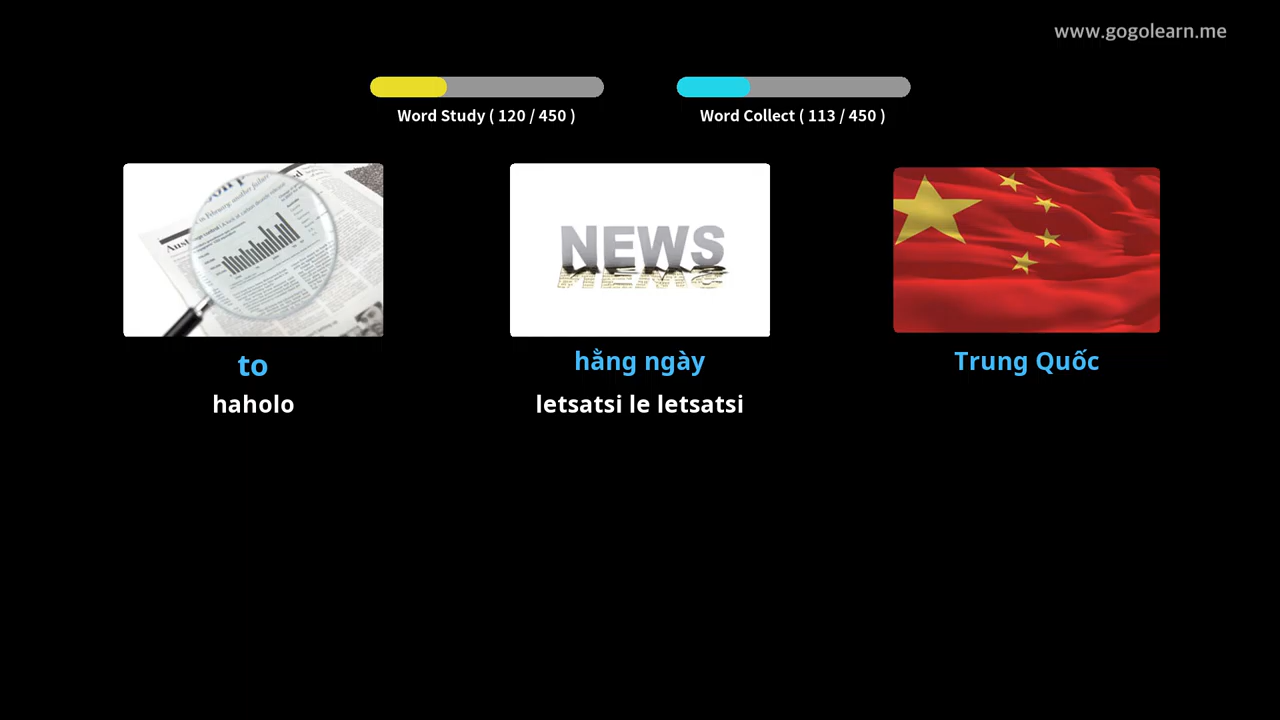 www.gogolearn.me
Word Study ( 120 / 450 )
Word Collect ( 113 / 450 )
NEWS
to
hằng ngày
Trung Quốc
haholo
letsatsi le letsatsi